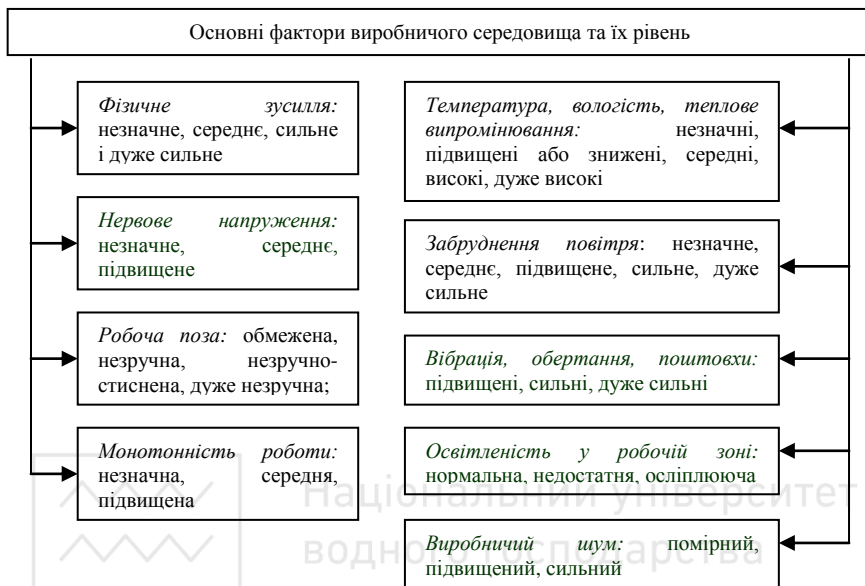 Основні фактори виробничого середовища та їх рівень
Фізичне зусилля:
незначне, середнє, сильне
і дуже сильне
Нервове напруження:
незначне, середнє,
підвищене
Робоча поза: обмежена,
незручна, незручно-
стиснена, дуже незручна;
Монотонність роботи:
незначна, середня,
підвищена
Температура, вологість, теплове
випромінювання: незначні,
підвищені або знижені, середні,
високі, дуже високі
Забруднення повітря: незначне,
середнє, підвищене, сильне, дуже
сильне
Вібрація, обертання, поштовхи:
підвищені, сильні, дуже сильні
Освітленість у робочій зоні:
нормальна, недостатня, осліплююча
Виробничий шум: помірний,
підвищений, сильний
Національний університет
водного господарства